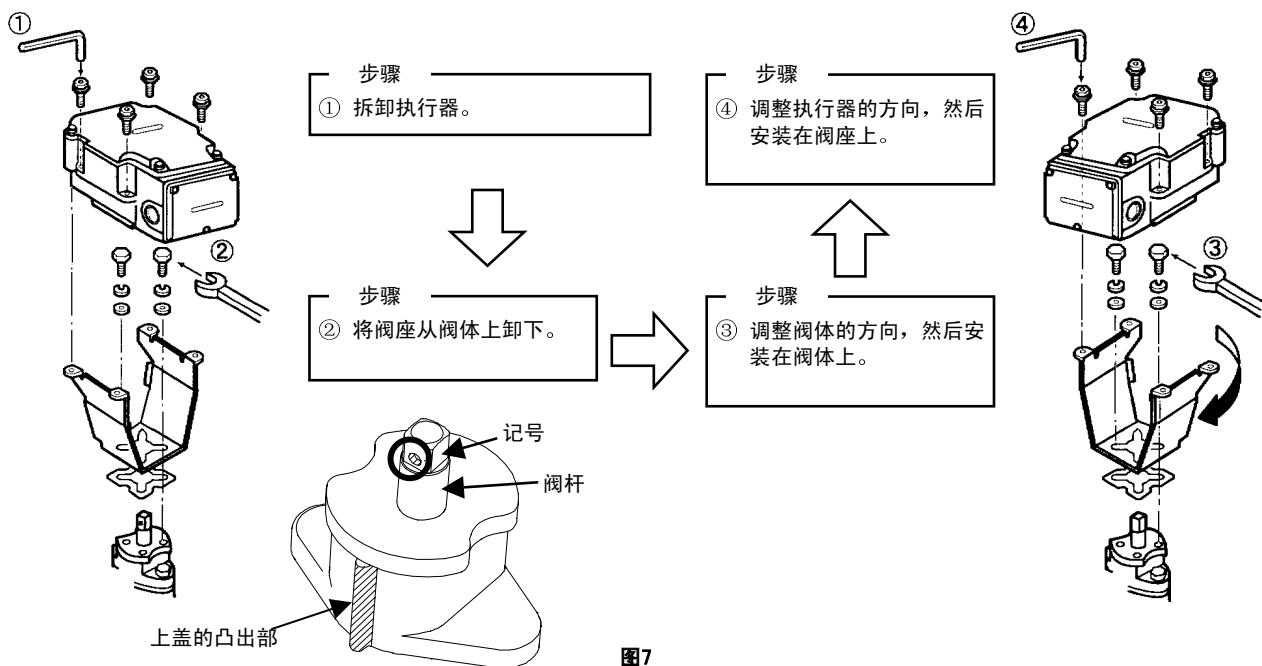 ①
步骤
① 拆卸执行器。
②
步骤
② 将阀座从阀体上卸下。
步骤
③ 调整阀体的方向，然后安
装在阀体上。
③
步骤
④ 调整执行器的方向，然后
安装在阀座上。
④
记号
阀杆
上盖的凸出部
图7